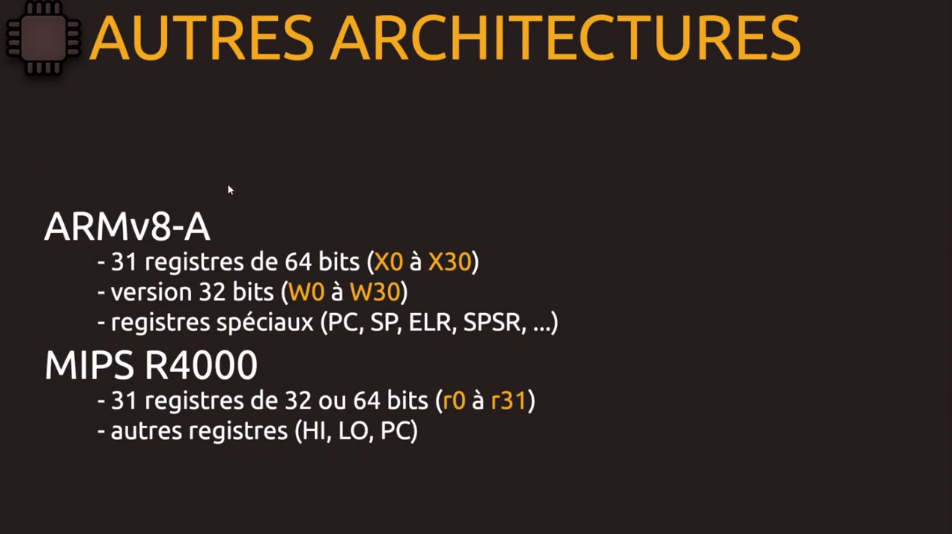 AUTRES ARCHITECTURES
ARMv8-A
- 31 registres de 64 bits (X0 à X30)
- version 32 bits (W0 à W30)
- registres spéciaux (PC, SP, ELR, SPSR, ...)
MIPS R4000
- 31 registres de 32 ou 64 bits (r0 à r31)
- autres registres (HI, LO, PC)